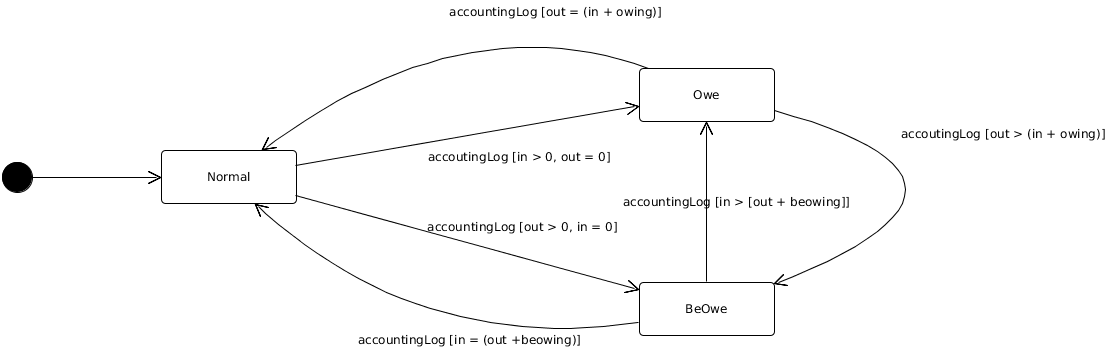 accountingLog [out = (in + owing)]
Owe
accoutingLog [out > (in + owing)]
accoutingLog [in > 0, out = 0]
Normal
accountingLog [in > [out + beowing]]
accountingLog [out > 0, in = 0]
BeOwe
accountingLog [in = (out +beowing)]